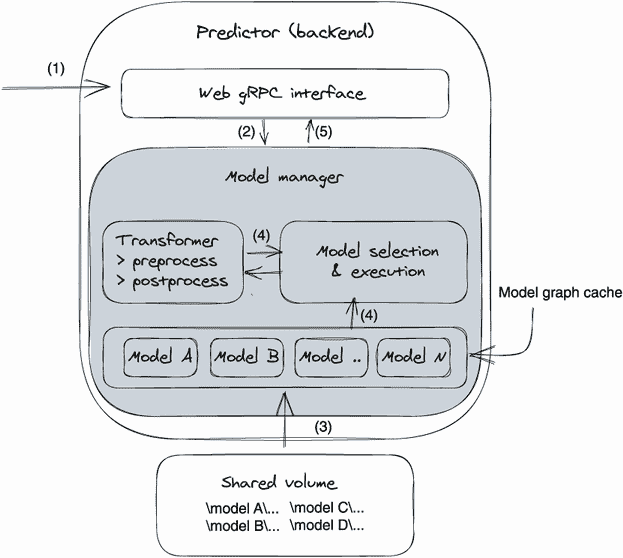 Predictor (backend)
(1)
Web gRPC interface
(2)
(5)
Model manager
Transformer
> preprocess
> postprocess
(4)
Model selection
& execution
(4)
Model graph cache
Model A
Model B
Model ..
Model N
(3)
Shared volume
\model A\... \model C\...
\model B\... \model D\...